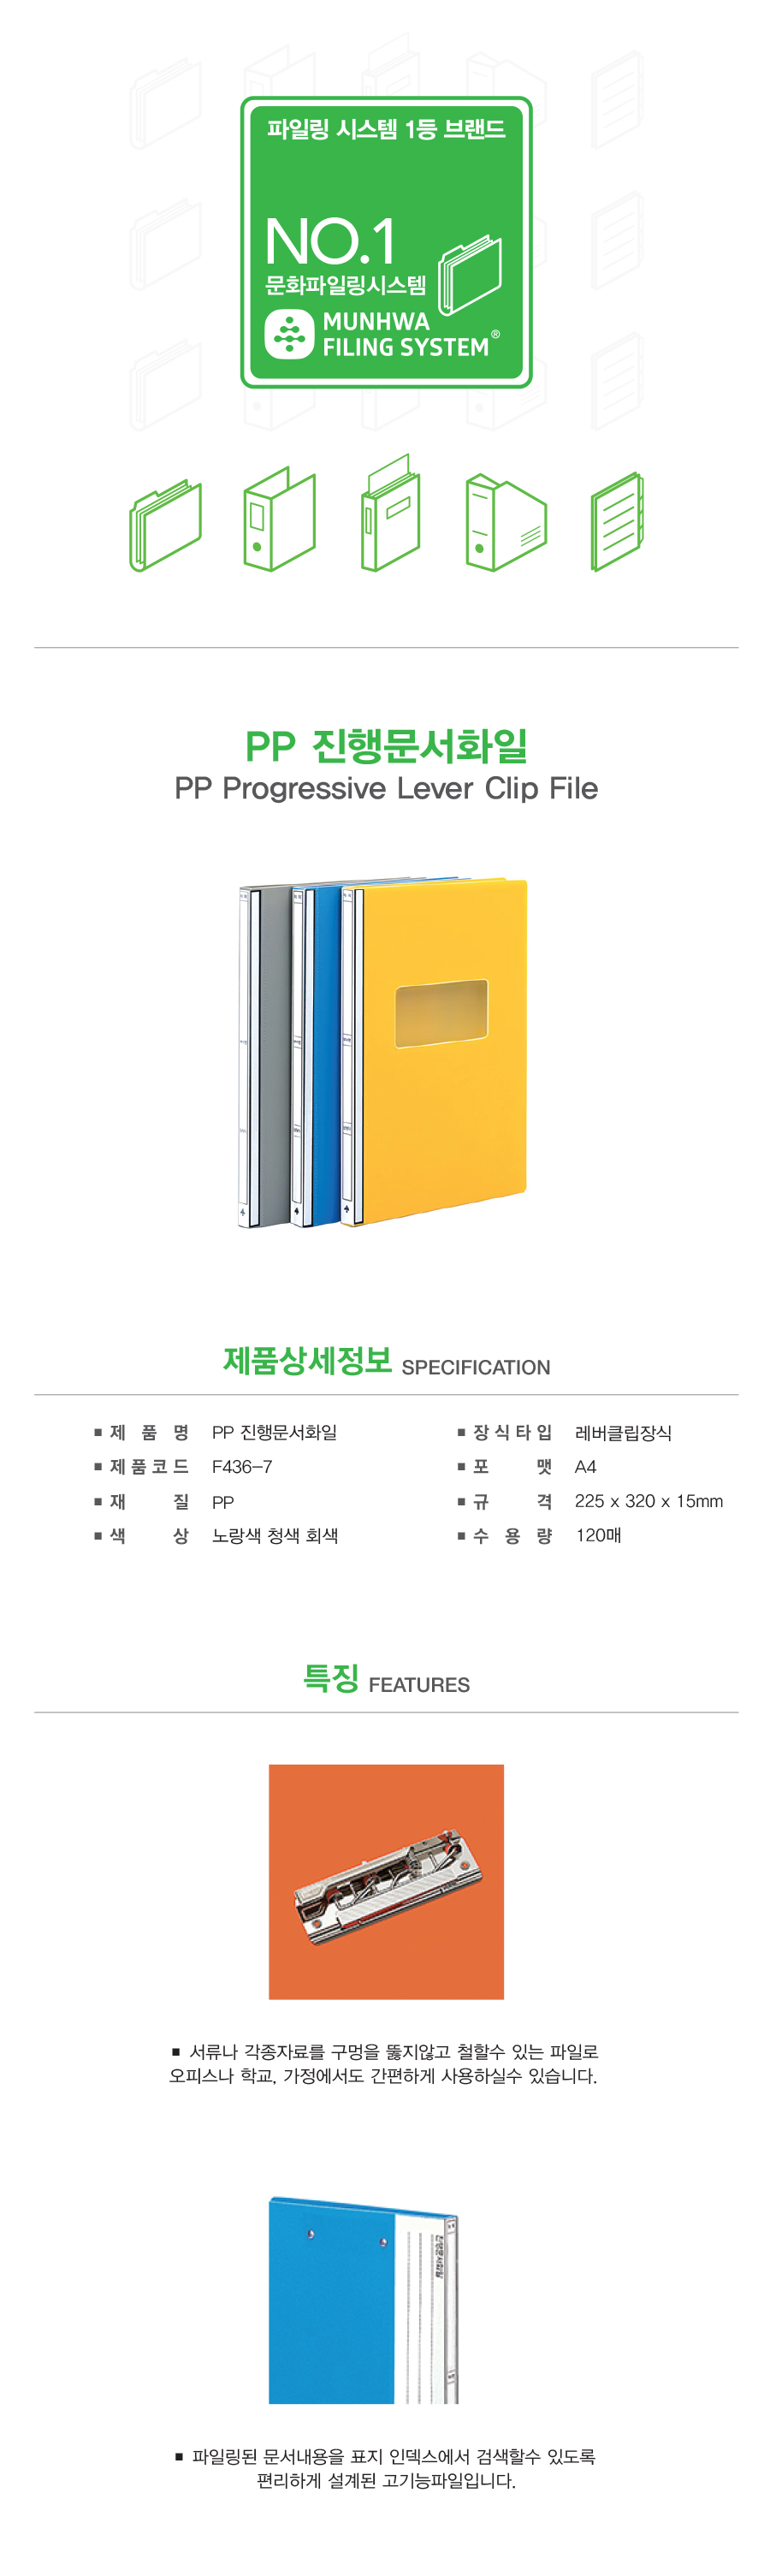 파일링 시스템 1등 브랜드
NO.1
문화파일링시스템
MUNHWA
FILING SYSTEM®
PP 진행문서화일
PP Progressive Lever Clip File
제품상세정보 SPECIFICATION
■ 제 품 명 PP 진행문서화일
■ 장식타입 레버클립장식
■ 제품코드 F436-7
■ 포 맷 A4
■ 재 질 PP
■ 규 격 225 x 320 x 15mm
■ 색 상 노랑색 청색 회색
■ 수 용 량 120매
특징 FEATURES
■ 서류나 각종자료를 구멍을 뚫지않고 철할수 있는 파일로
오피스나 학교, 가정에서도 간편하게 사용하실수 있습니다.
진행문서화일
■ 파일링된 문서내용을 표지 인덱스에서 검색할수 있도록
편리하게 설계된 고기능파일입니다.